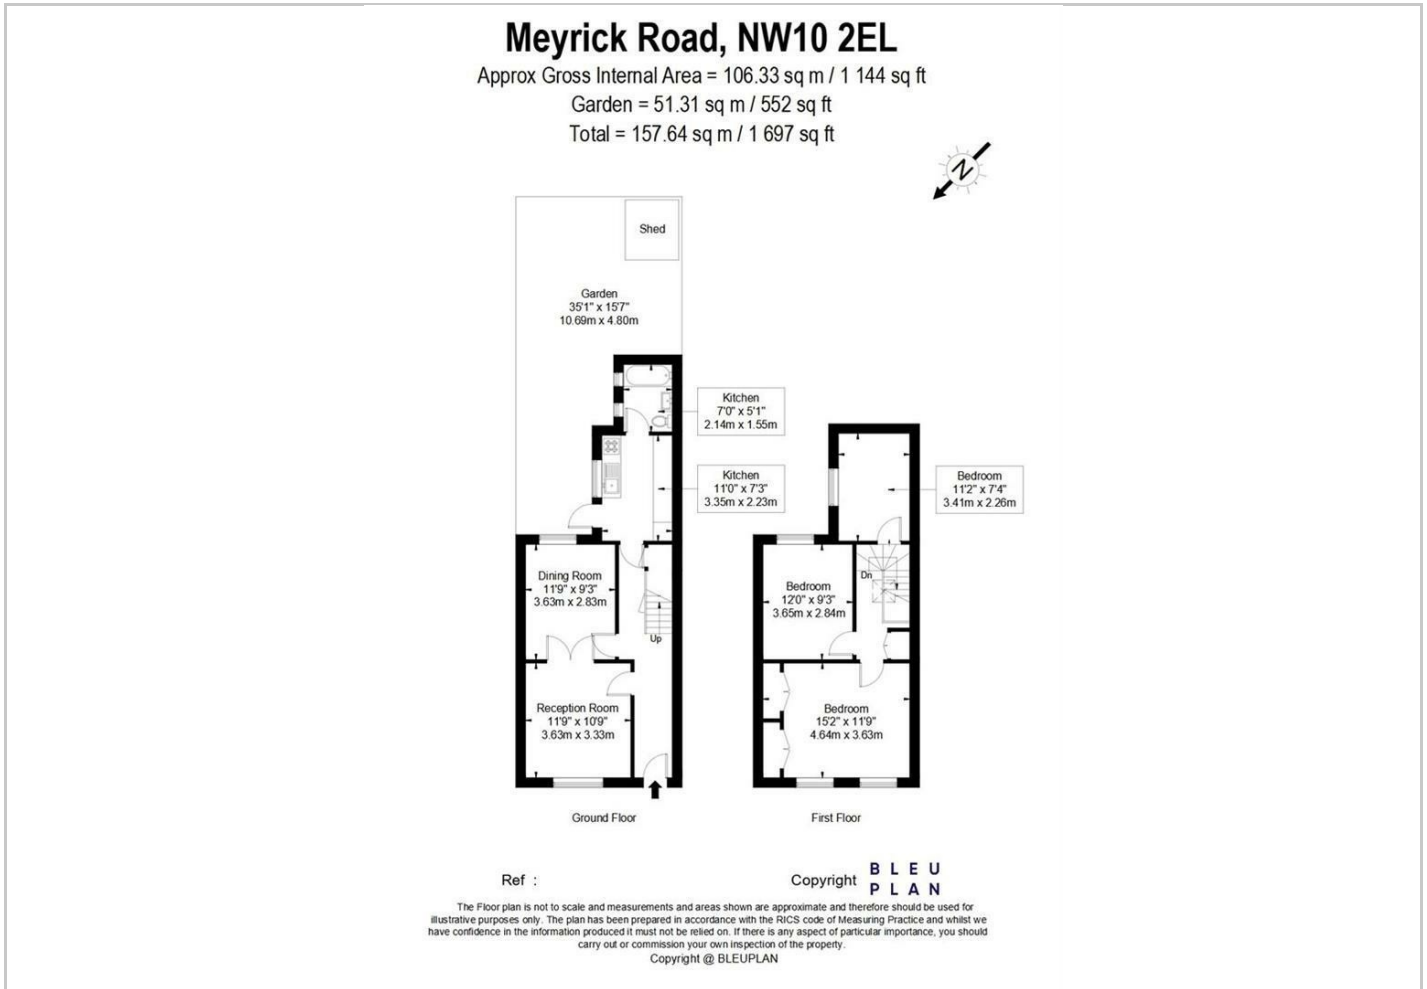 Meyrick Road, NW10 2EL
Approx Gross Internal Area = 106.33 sq m / 1 144 sq ft
Garden = 51.31 sq m / 552 sq ft
Total = 157.64 sq m / 1 697 sq ft
N
Shed
Garden
35'1" x 15'7"
10.69m x 4.80m
Kitchen
7'0" x 5'1"
2.14m x 1.55m
Kitchen
11'0" x 7'3"
3.35m x 2.23m
Dining Room
11'9" x 9'3"
3.63m x 2.83m
Up
Reception Room
11'9" x 10'9"
3.63m x 3.33m
Ground Floor
Bedroom
11'2" x 7'4"
3.41m x 2.26m
Dn
Bedroom
12'0" x 9'3"
3.65m x 2.84m
Bedroom
15'2" x 11'9"
4.64m x 3.63m
First Floor
Ref :
Copyright
BLEU
PLAN
The Floor plan is not to scale and measurements and areas shown are approximate and therefore should be used for
illustrative purposes only. The plan has been prepared in accordance with the RICS code of Measuring Practice and whilst we
have confidence in the information produced it must not be relied on. If there is any aspect of particular importance, you should
carry out or commission your own inspection of the property.
Copyright @ BLEUPLAN